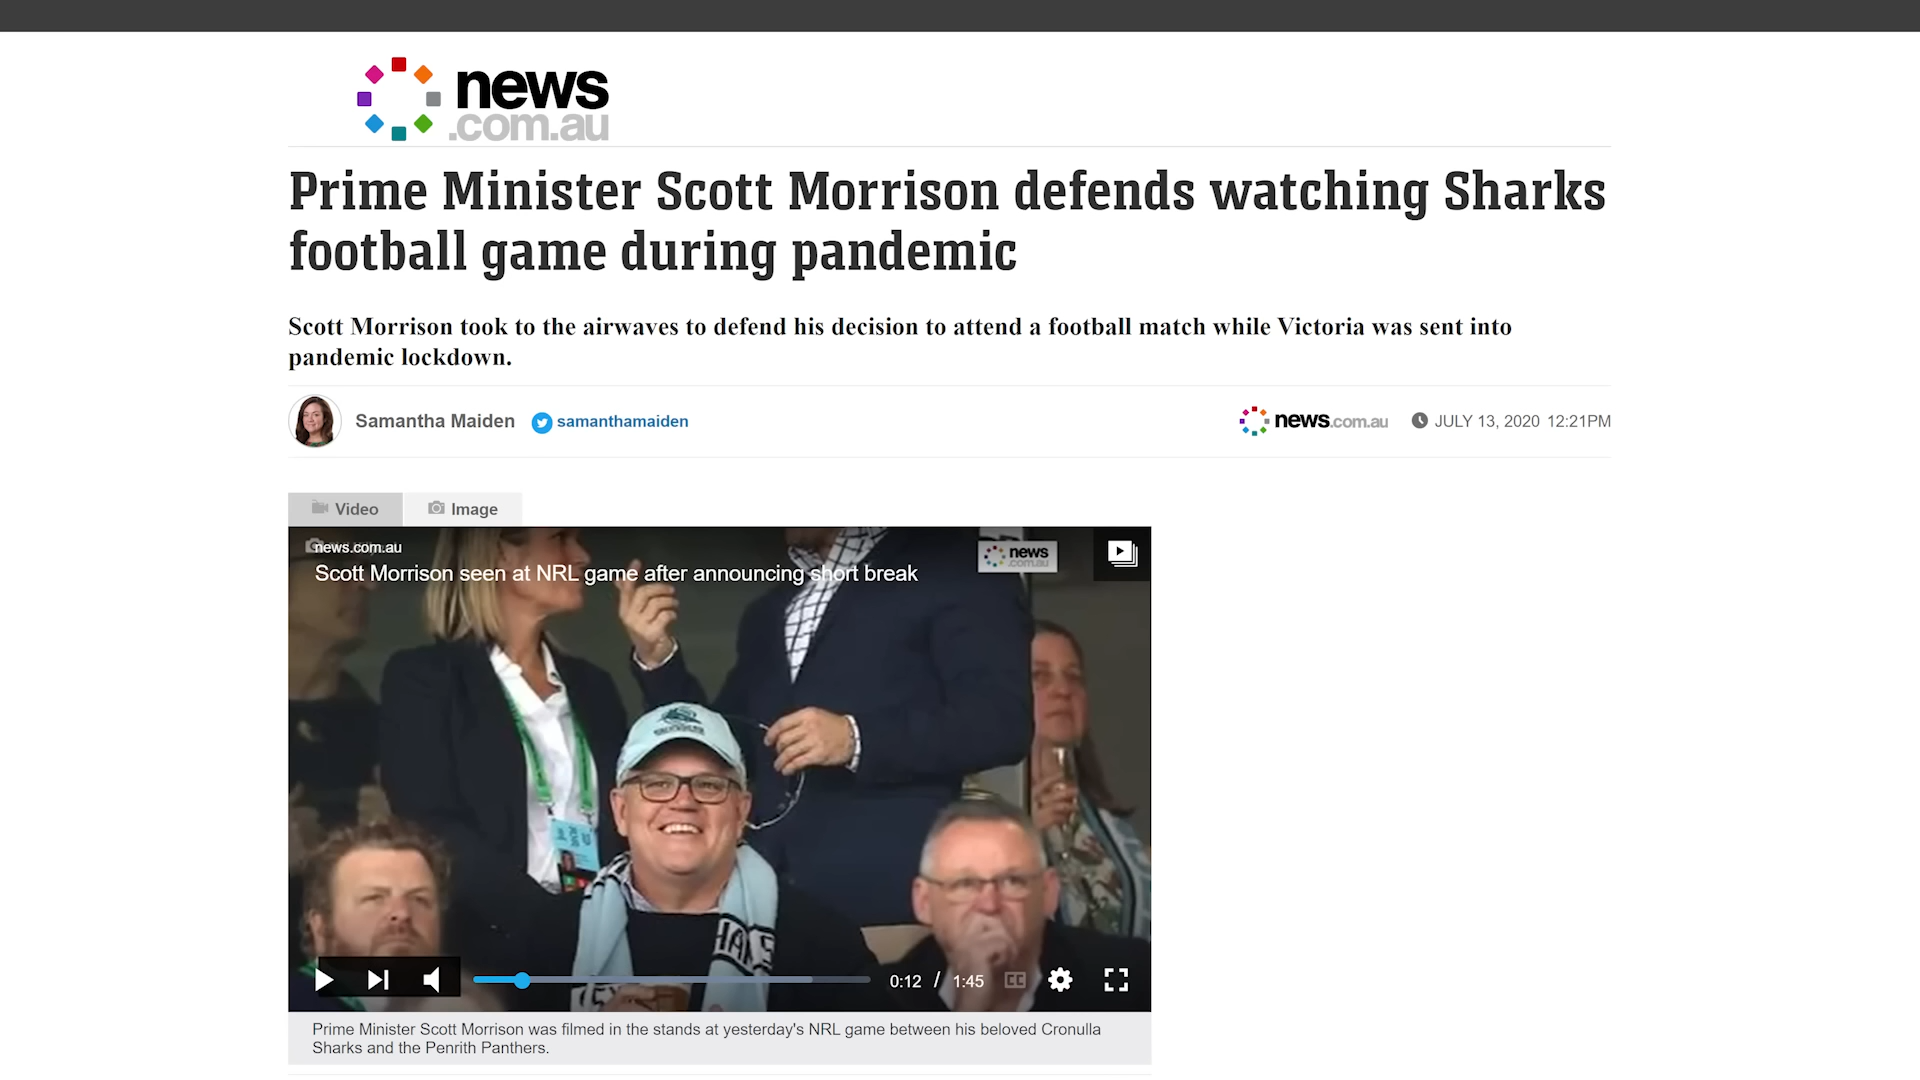 news
.com.au
Prime Minister Scott Morrison defends watching Sharks
football game during pandemic
Scott Morrison took to the airwaves to defend his decision to attend a football match while Victoria was sent into
pandemic lockdown.
Samantha Maiden samanthamaiden news.com.au JULY 13, 2020 12:21PM
Video Image
news.com.au
Scott Morrison seen at NRL game after announcing short break
news
.com.au
0:12 / 1:45 CC
Prime Minister Scott Morrison was filmed in the stands at yesterday's NRL game between his beloved Cronulla
Sharks and the Penrith Panthers.